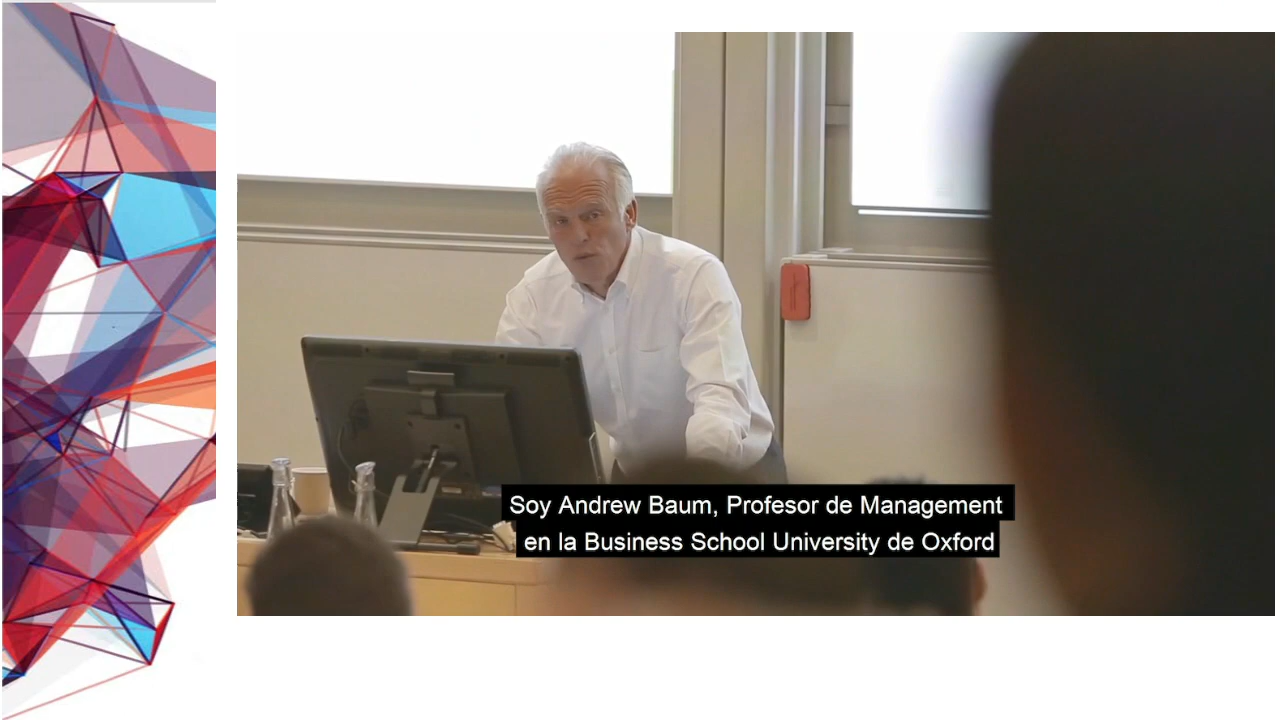 Soy Andrew Baum, Profesor de Management
en la Business School University de Oxford